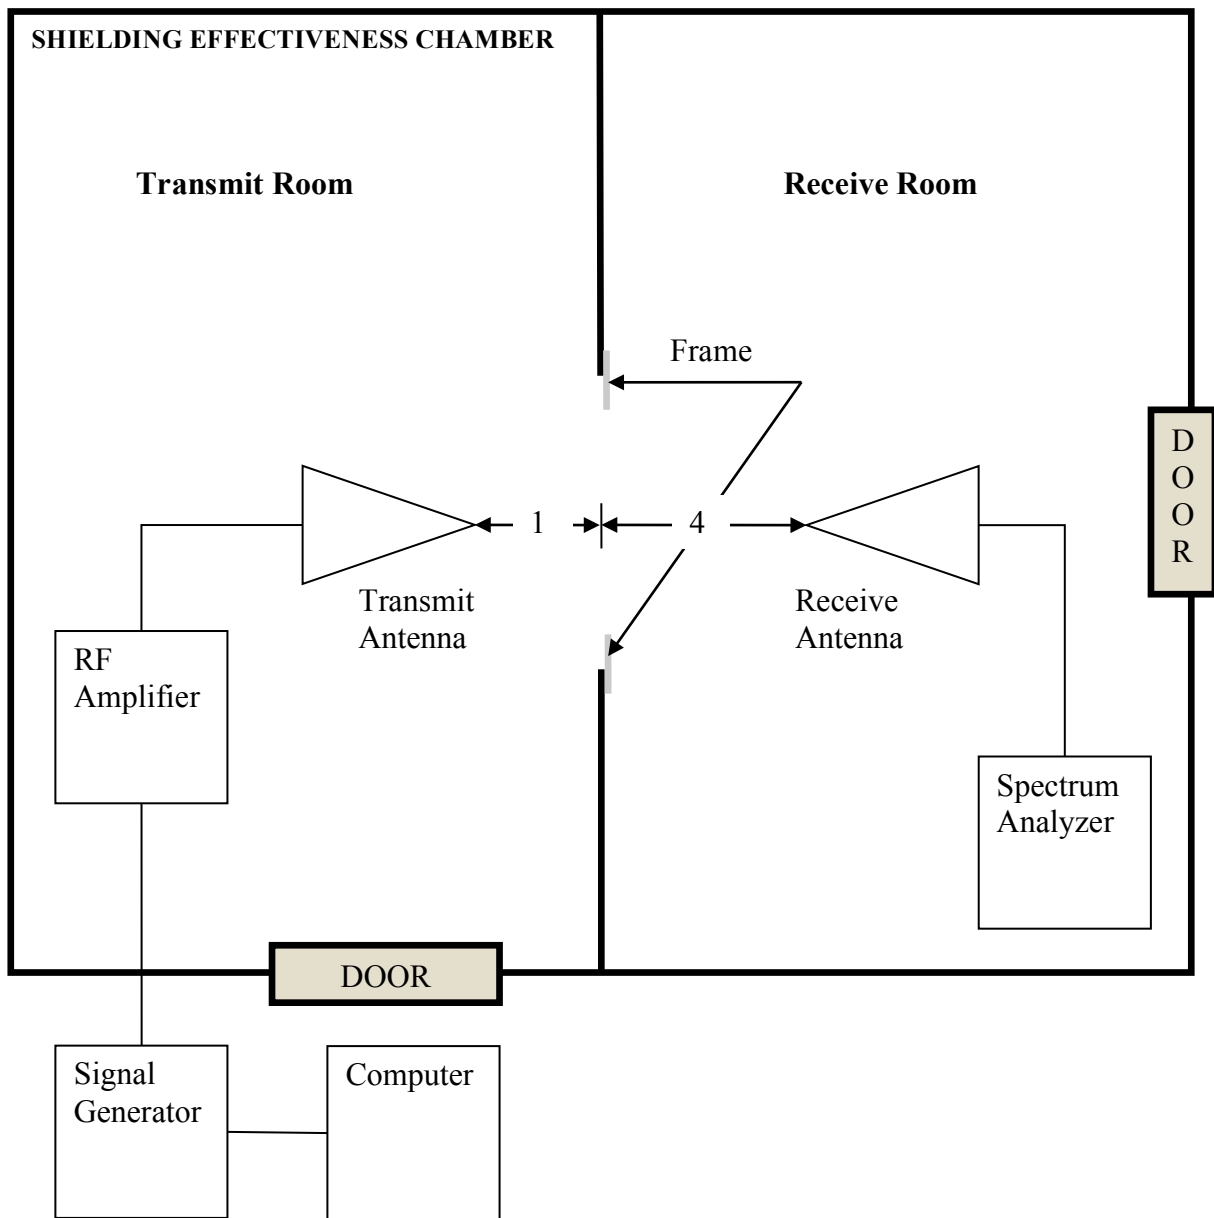 SHIELDING EFFECTIVENESS CHAMBER
Transmit Room
Receive Room
Frame
D
O
O
R
1
4
Transmit
Antenna
Receive
Antenna
RF
Amplifier
Spectrum
Analyzer
DOOR
Signal
Generator
Computer